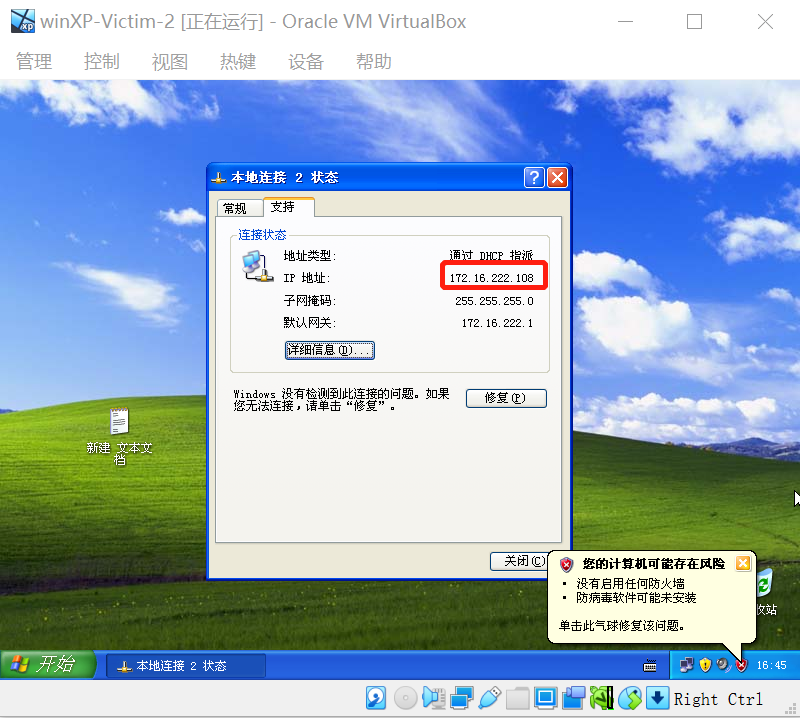 winXP-Victim-2 [正在运行] - Oracle VM VirtualBox
管理 控制 视图 热键 设备 帮助
本地连接 2 状态
常规 支持
连接状态
地址类型: 通过 DHCP 指派
IP 地址: 172.16.222.108
子网掩码: 255.255.255.0
默认网关: 172.16.222.1
详细信息(D)...
Windows 没有检测到此连接的问题。如果
您无法连接，请单击“修复”。
修复(P)
新建 文本文
档
关闭(C)
您的计算机可能存在风险
• 没有启用任何防火墙
• 防病毒软件可能未安装
单击此气球修复该问题。
收站
开始 本地连接 2 状态 16:45
Right Ctrl